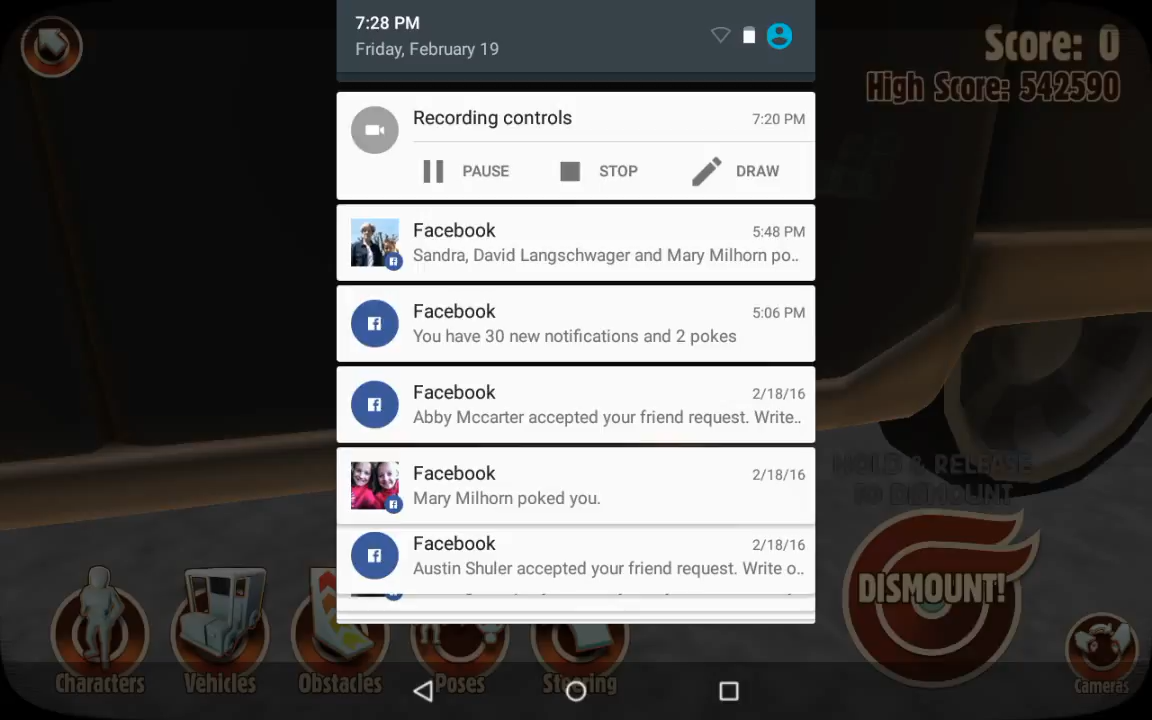 7:28 PM
Friday, February 19
Score: 0
High Score: 542590
Recording controls
7:20 PM
PAUSE
STOP
DRAW
Facebook
5:48 PM
Sandra, David Langschwager and Mary Milhorn po..
Facebook
5:06 PM
You have 30 new notifications and 2 pokes
Facebook
2/18/16
Abby Mccarter accepted your friend request. Write..
Facebook
2/18/16
Mary Milhorn poked you.
Facebook
2/18/16
Austin Shuler accepted your friend request. Write o..
HOLD & RELEASE
TO DISMOUNT
DISMOUNT!
Characters
Vehicles
Obstacles
Poses
Steering
Cameras